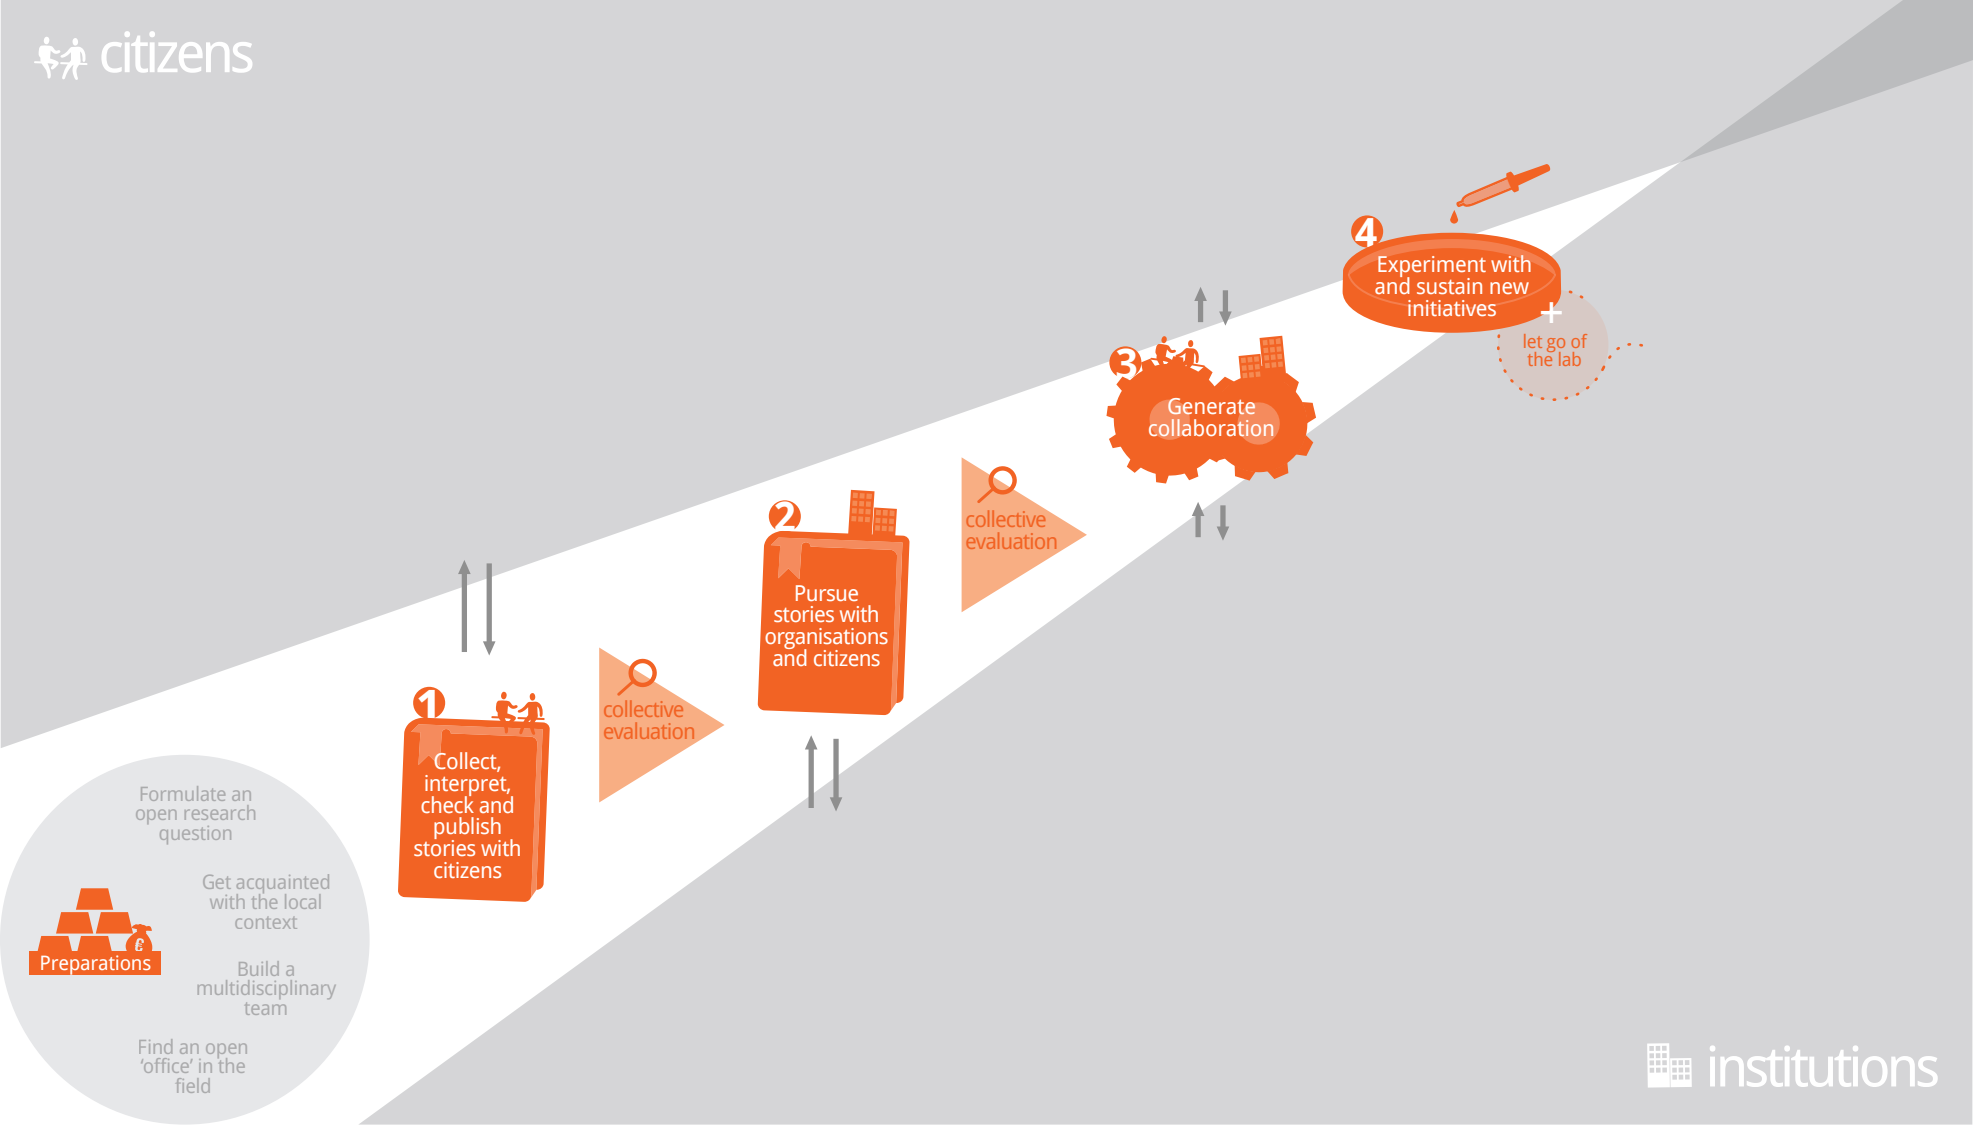 citizens
Preparations
€
Formulate an
open research
question
Get acquainted
with the local
context
Build a
multidisciplinary
team
Find an open
‘office’ in the
field
1
Collect,
interpret,
check and
publish
stories with
citizens
collective
evaluation
2
Pursue
stories with
organisations
and citizens
collective
evaluation
3
Generate
collaboration
4
Experiment with
and sustain new
initiatives
+
let go of
the lab
institutions